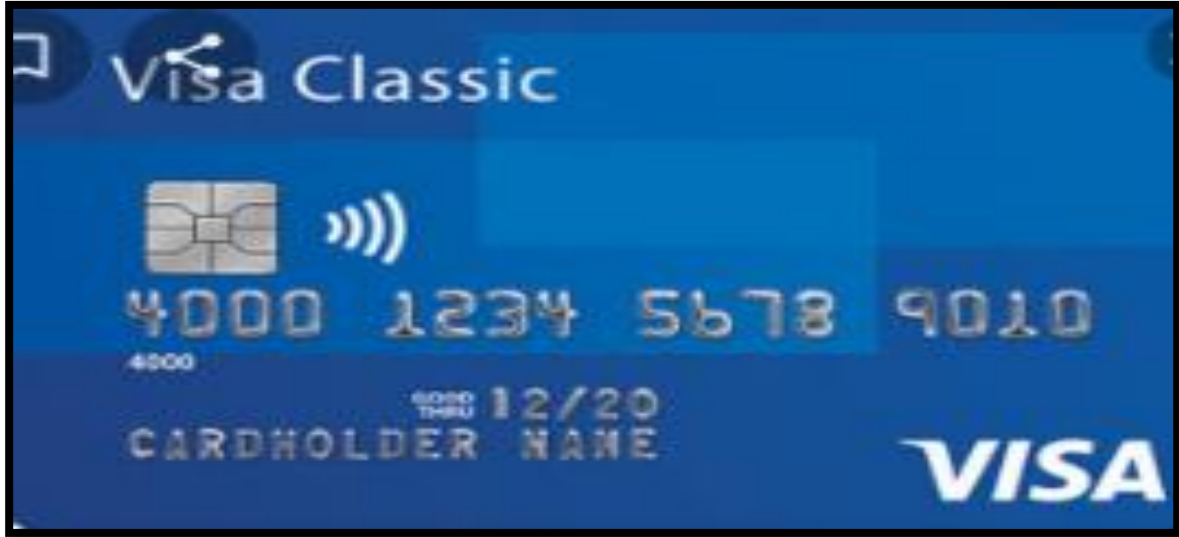 Visa Classic
4000 1234 5678 9010
4000
GOOD THRU 12/20
CARDHOLDER NAME
VISA